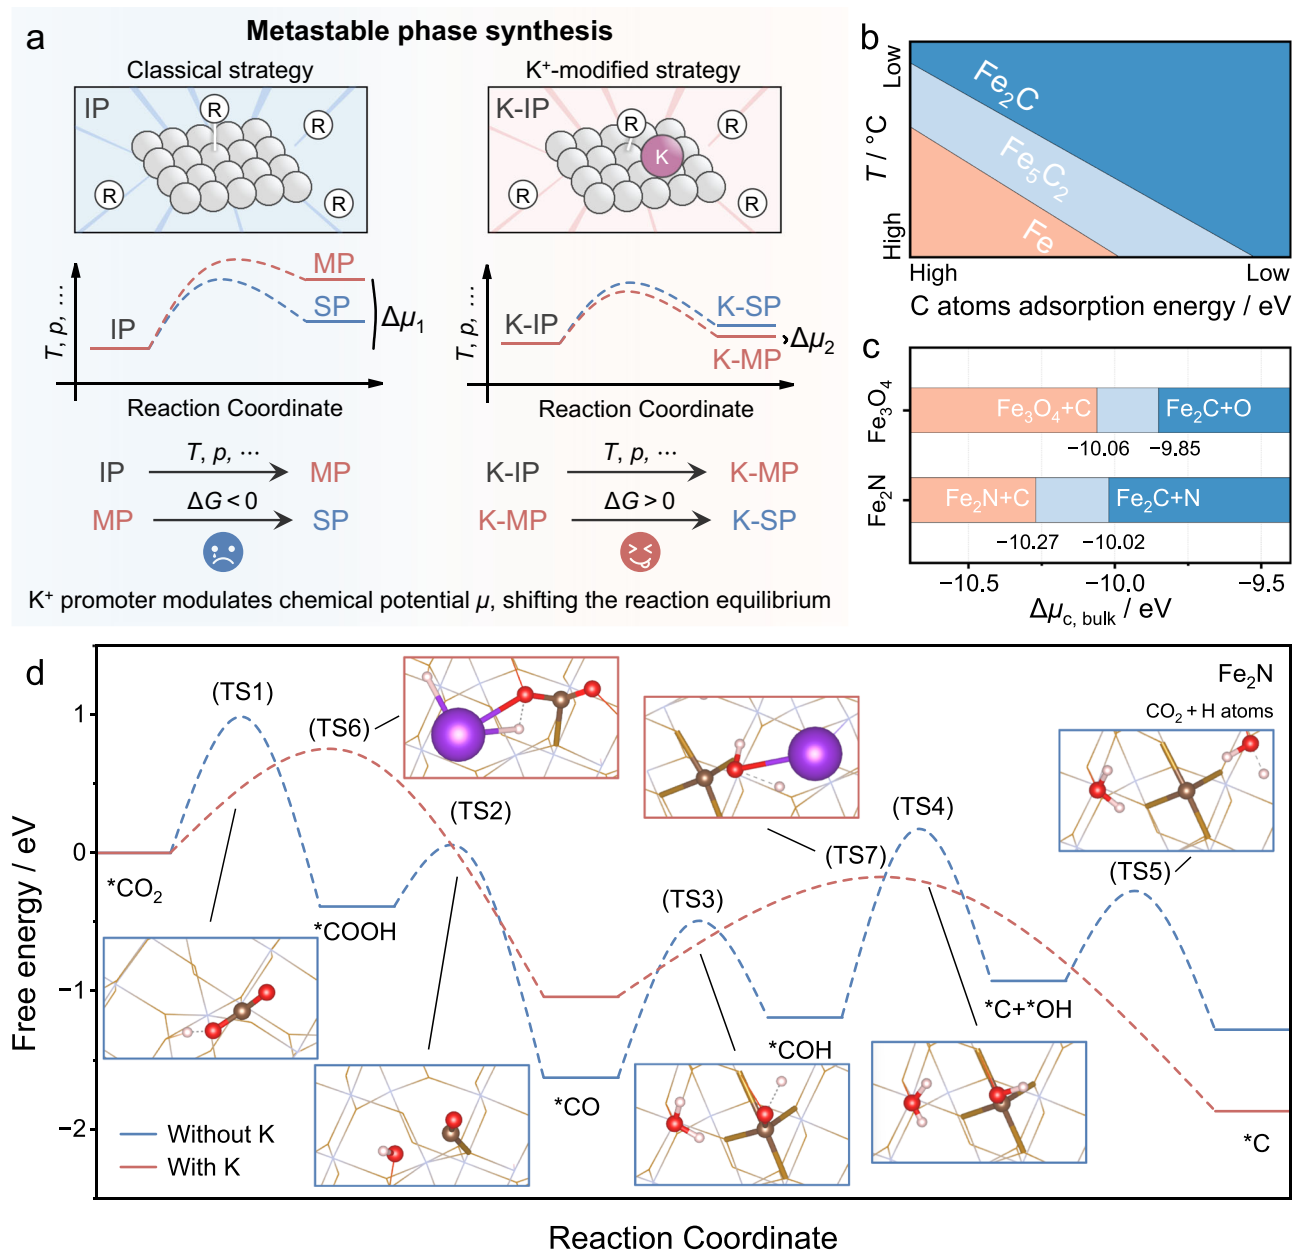 a
Metastable phase synthesis
Classical strategy
K⁺-modified strategy
IP
R
R
R
R
K-IP
R
R
R
R
K
T, p, ...
IP
MP
SP
Δμ₁
Reaction Coordinate
T, p, ...
K-IP
K-SP
K-MP
Δμ₂
Reaction Coordinate
IP T, p, ··· MP
MP ΔG < 0 SP
K-IP T, p, ··· K-MP
K-MP ΔG > 0 K-SP
K⁺ promoter modulates chemical potential μ, shifting the reaction equilibrium
b
T / °C
Low
High
Fe₂C
Fe₅C₂
Fe
High
Low
C atoms adsorption energy / eV
c
Fe₃O₄
Fe₃O₄+C
Fe₂C+O
−10.06
−9.85
Fe₂N
Fe₂N+C
Fe₂C+N
−10.27
−10.02
−10.5
−10.0
−9.5
Δμc, bulk / eV
d
Fe₂N
CO₂ + H atoms
Free energy / eV
1
0
−1
−2
(TS1)
(TS6)
(TS2)
(TS3)
(TS7)
(TS4)
(TS5)
*CO₂
*COOH
*CO
*COH
*C+*OH
*C
Without K
With K
Reaction Coordinate